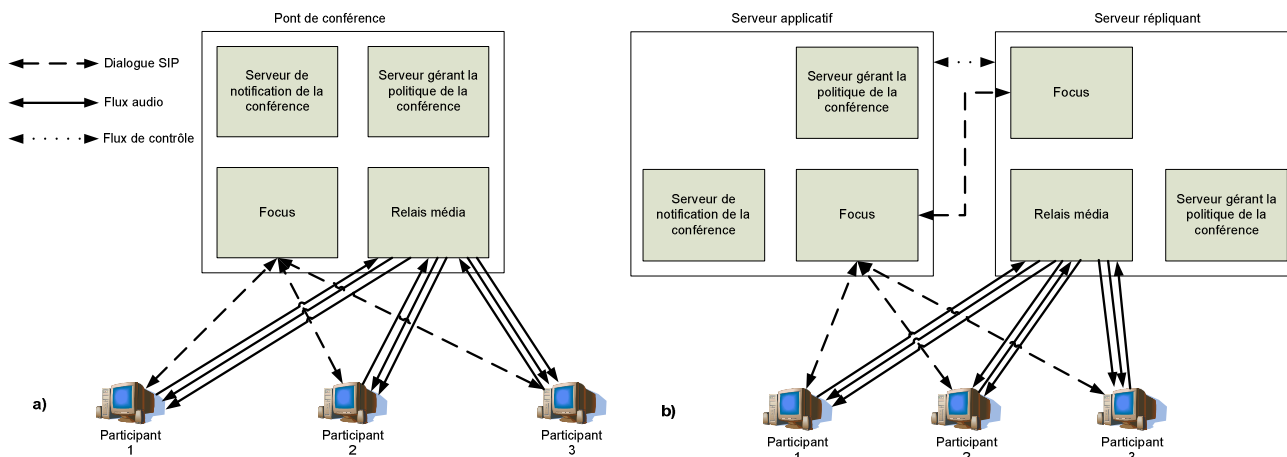 Pont de conférence
Dialogue SIP
Flux audio
Flux de contrôle
Serveur de
notification de la
conférence
Serveur gérant la
politique de la
conférence
Focus
Relais média
a)
Participant
1
Participant
2
Participant
3
Serveur applicatif
Serveur répliquant
Serveur gérant la
politique de la
conférence
Focus
Serveur de
notification de la
conférence
Focus
Relais média
Serveur gérant la
politique de la
conférence
b)
Participant
1
Participant
2
Participant
3